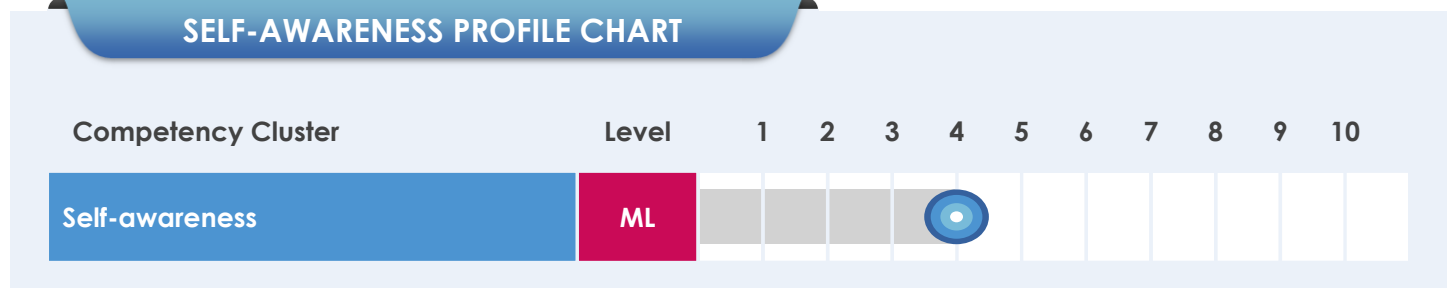 SELF-AWARENESS PROFILE CHART
Competency Cluster Level 1 2 3 4 5 6 7 8 9 10
Self-awareness ML